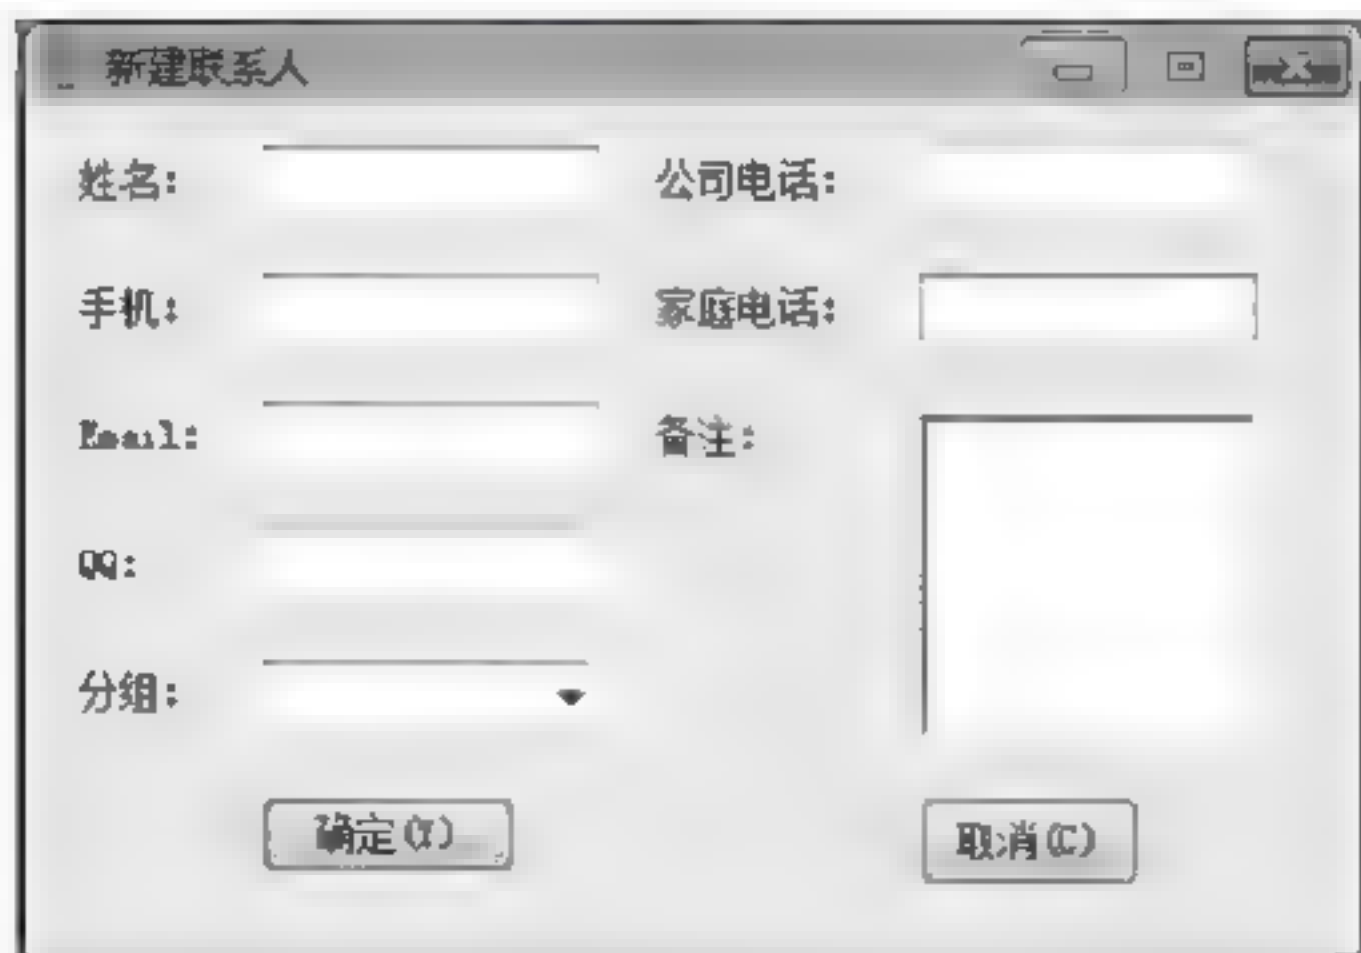 新建联系人
姓名：
公司电话：
手机：
家庭电话：
Email:
备注：
QQ:
分组：
确定(Y)
取消(C)